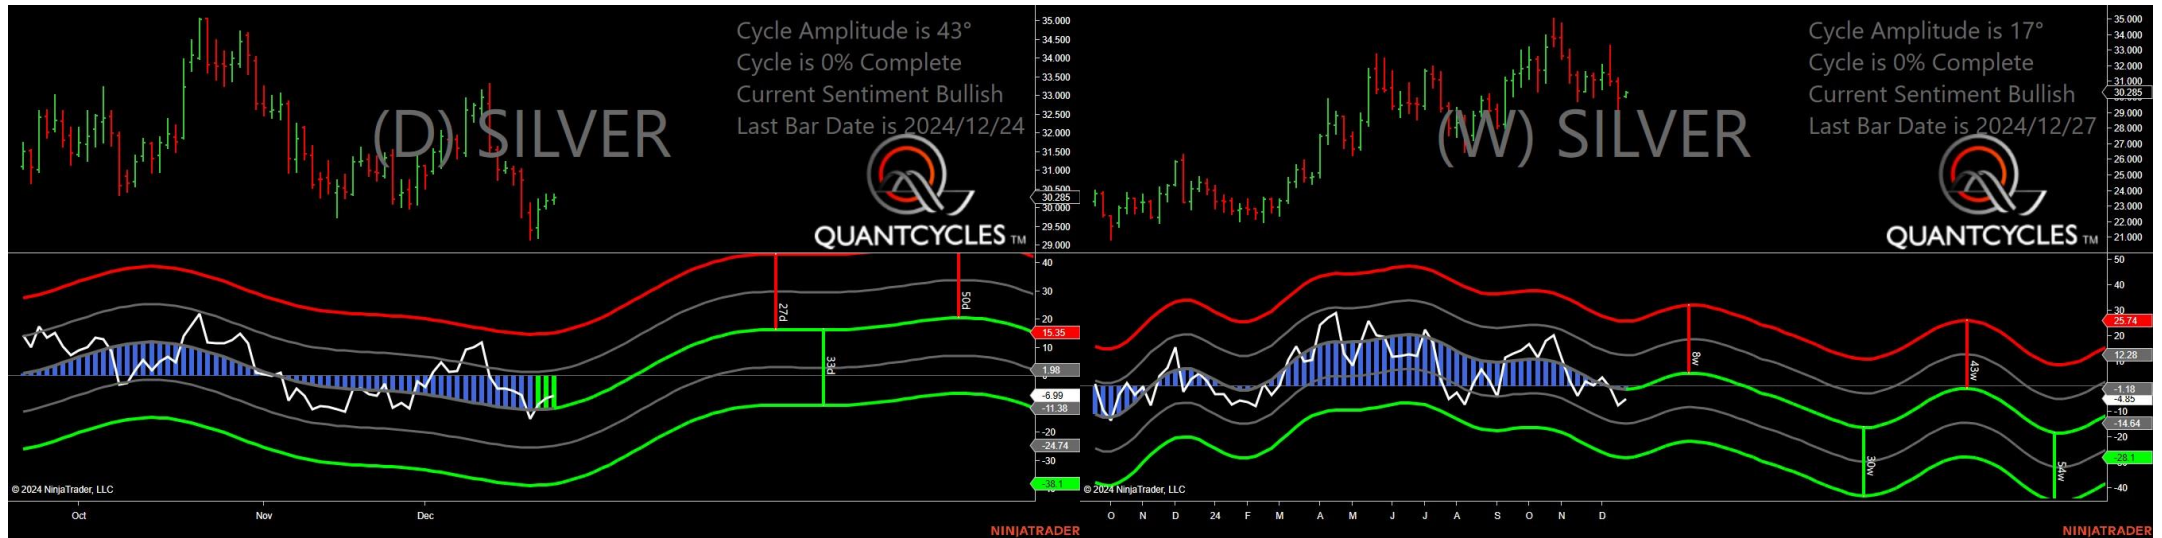 Cycle Amplitude is 43°
Cycle is 0% Complete
Current Sentiment Bullish
Last Bar Date is 2024/12/24
(D) SILVER
QUANTCYCLES TM
35.000
34.500
34.000
33.500
33.000
32.500
32.000
31.500
31.000
30.500
30.285
30.000
29.500
29.000
40
30
20
15.35
10
1.98
-6.99
-11.38
-20
-24.74
-30
-38.1
27d
50d
33d
© 2024 NinjaTrader, LLC
Oct
Nov
Dec
NINJATRADER
Cycle Amplitude is 17°
Cycle is 0% Complete
Current Sentiment Bullish
Last Bar Date is 2024/12/27
(W) SILVER
QUANTCYCLES TM
35.000
34.000
33.000
32.000
31.000
30.285
29.000
28.000
27.000
26.000
25.000
24.000
23.000
22.000
21.000
50
40
30
25.74
20
12.28
-1.18
-4.85
-10
-14.64
-20
-28.1
-40
8w
43w
30w
54w
© 2024 NinjaTrader, LLC
O N D 24 F M A M J J A S O N D
NINJATRADER